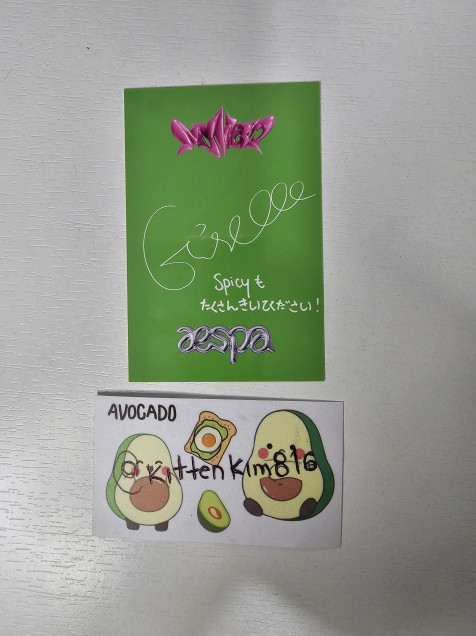 Giselle
Spicyも
たくさんきいてください！
aespa
AVOCADO
@kittenkim816